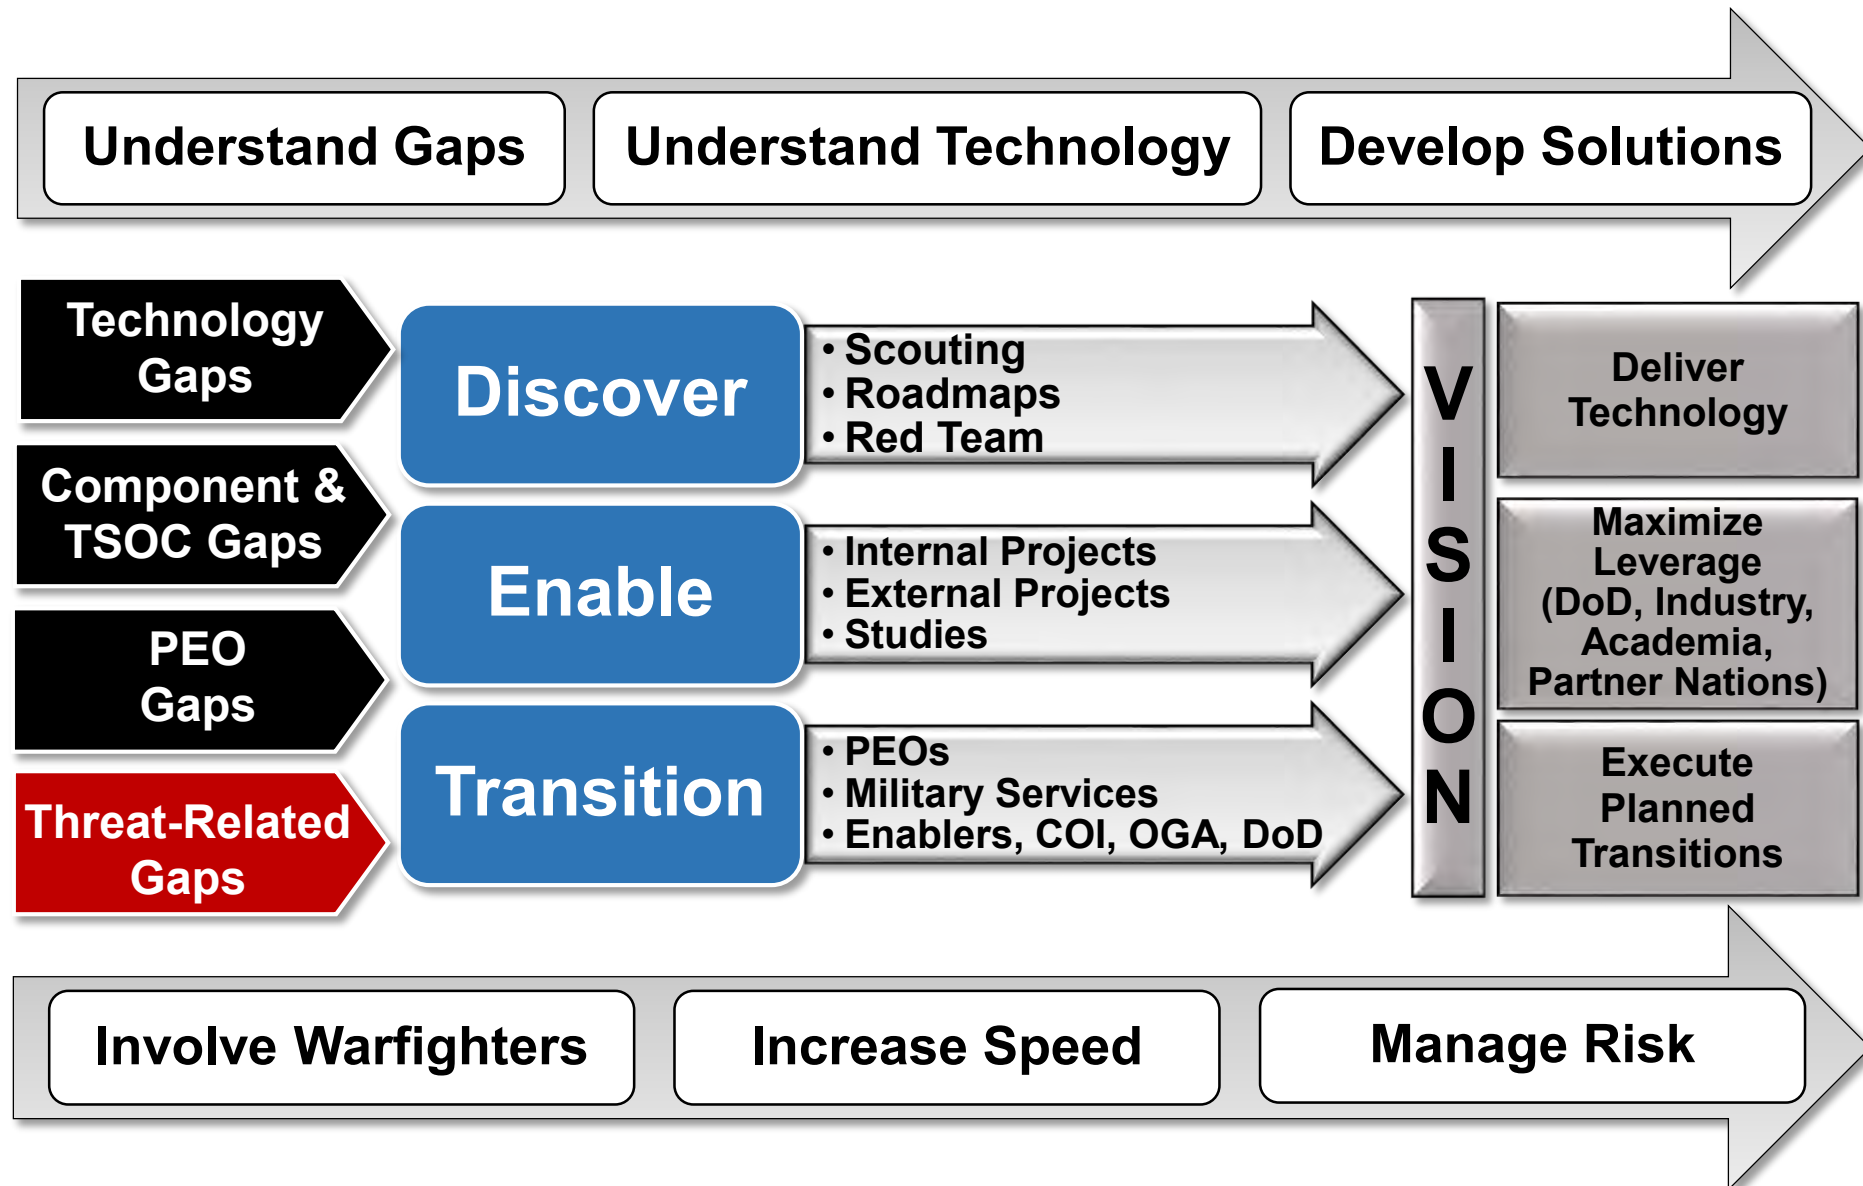 Understand Gaps
Understand Technology
Develop Solutions
Technology
Gaps
Component &
TSOC Gaps
PEO
Gaps
Threat-Related
Gaps
Discover
• Scouting
• Roadmaps
• Red Team
Enable
• Internal Projects
• External Projects
• Studies
Transition
• PEOs
• Military Services
• Enablers, COI, OGA, DoD
V
I
S
I
O
N
Deliver
Technology
Maximize
Leverage
(DoD, Industry,
Academia,
Partner Nations)
Execute
Planned
Transitions
Involve Warfighters
Increase Speed
Manage Risk